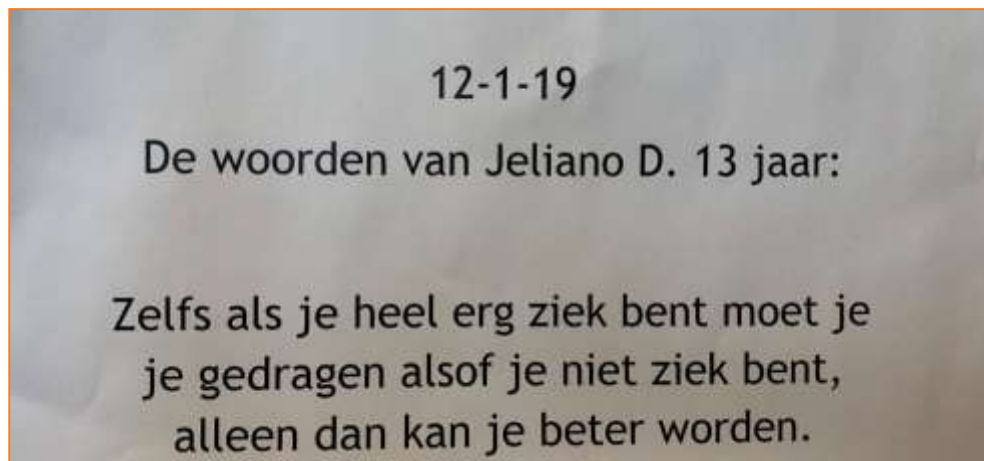 12-1-19
De woorden van Jeliano D. 13 jaar:
Zelfs als je heel erg ziek bent moet je
je gedragen alsof je niet ziek bent,
alleen dan kan je beter worden.